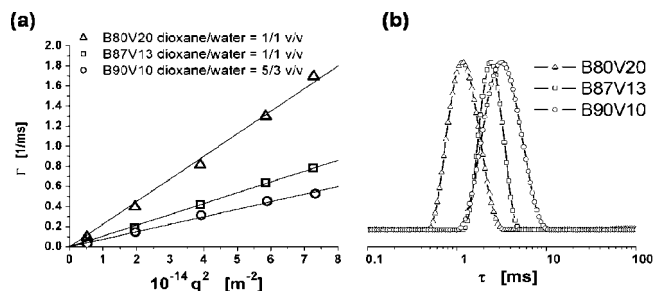 (a)
B80V20 dioxane/water = 1/1 v/v
B87V13 dioxane/water = 1/1 v/v
B90V10 dioxane/water = 5/3 v/v
Γ [1/ms]
1.8
1.6
1.4
1.2
1.0
0.8
0.6
0.4
0.2
0.0
0 1 2 3 4 5 6 7 8
10⁻¹⁴ q² [m⁻²]
(b)
B80V20
B87V13
B90V10
0.1 1 10 100
τ [ms]